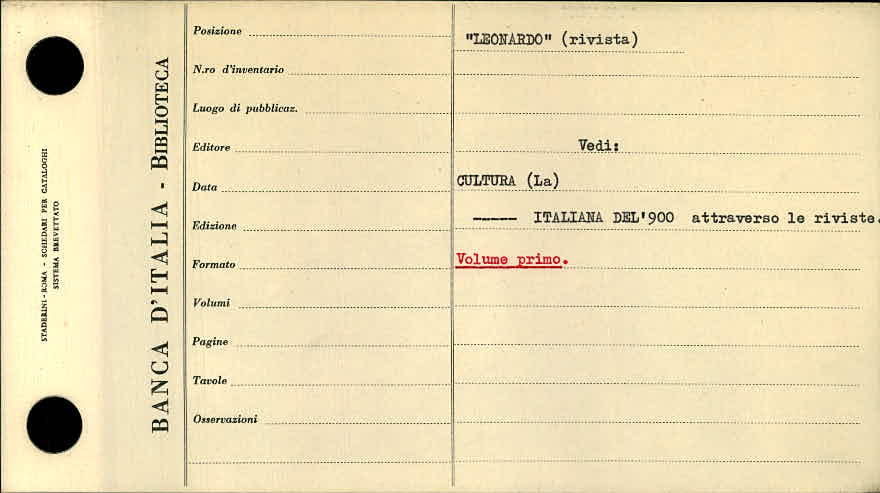 STADERINI - ROMA - SCHEDARI PER CATALOGHI
SISTEMA BREVETTATO
BANCA D'ITALIA - BIBLIOTECA
Posizione
N.ro d'inventario
Luogo di pubblicaz.
Editore
Data
Edizione
Formato
Volumi
Pagine
Tavole
Osservazioni
"LEONARDO" (rivista)
Vedi:
CULTURA (La)
----- ITALIANA DEL'900 attraverso le riviste.
Volume primo.